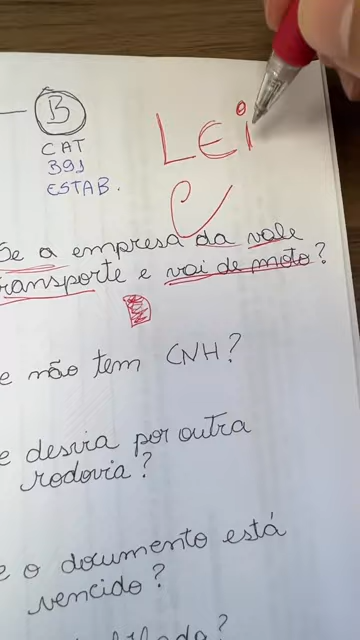 B
CAT
B91
ESTAB.
LEi
Se a empresa da vale
transporte e vai de moto?
e não tem CNH?
e desvia por outra
rodovia?
e o documento está
vencido?